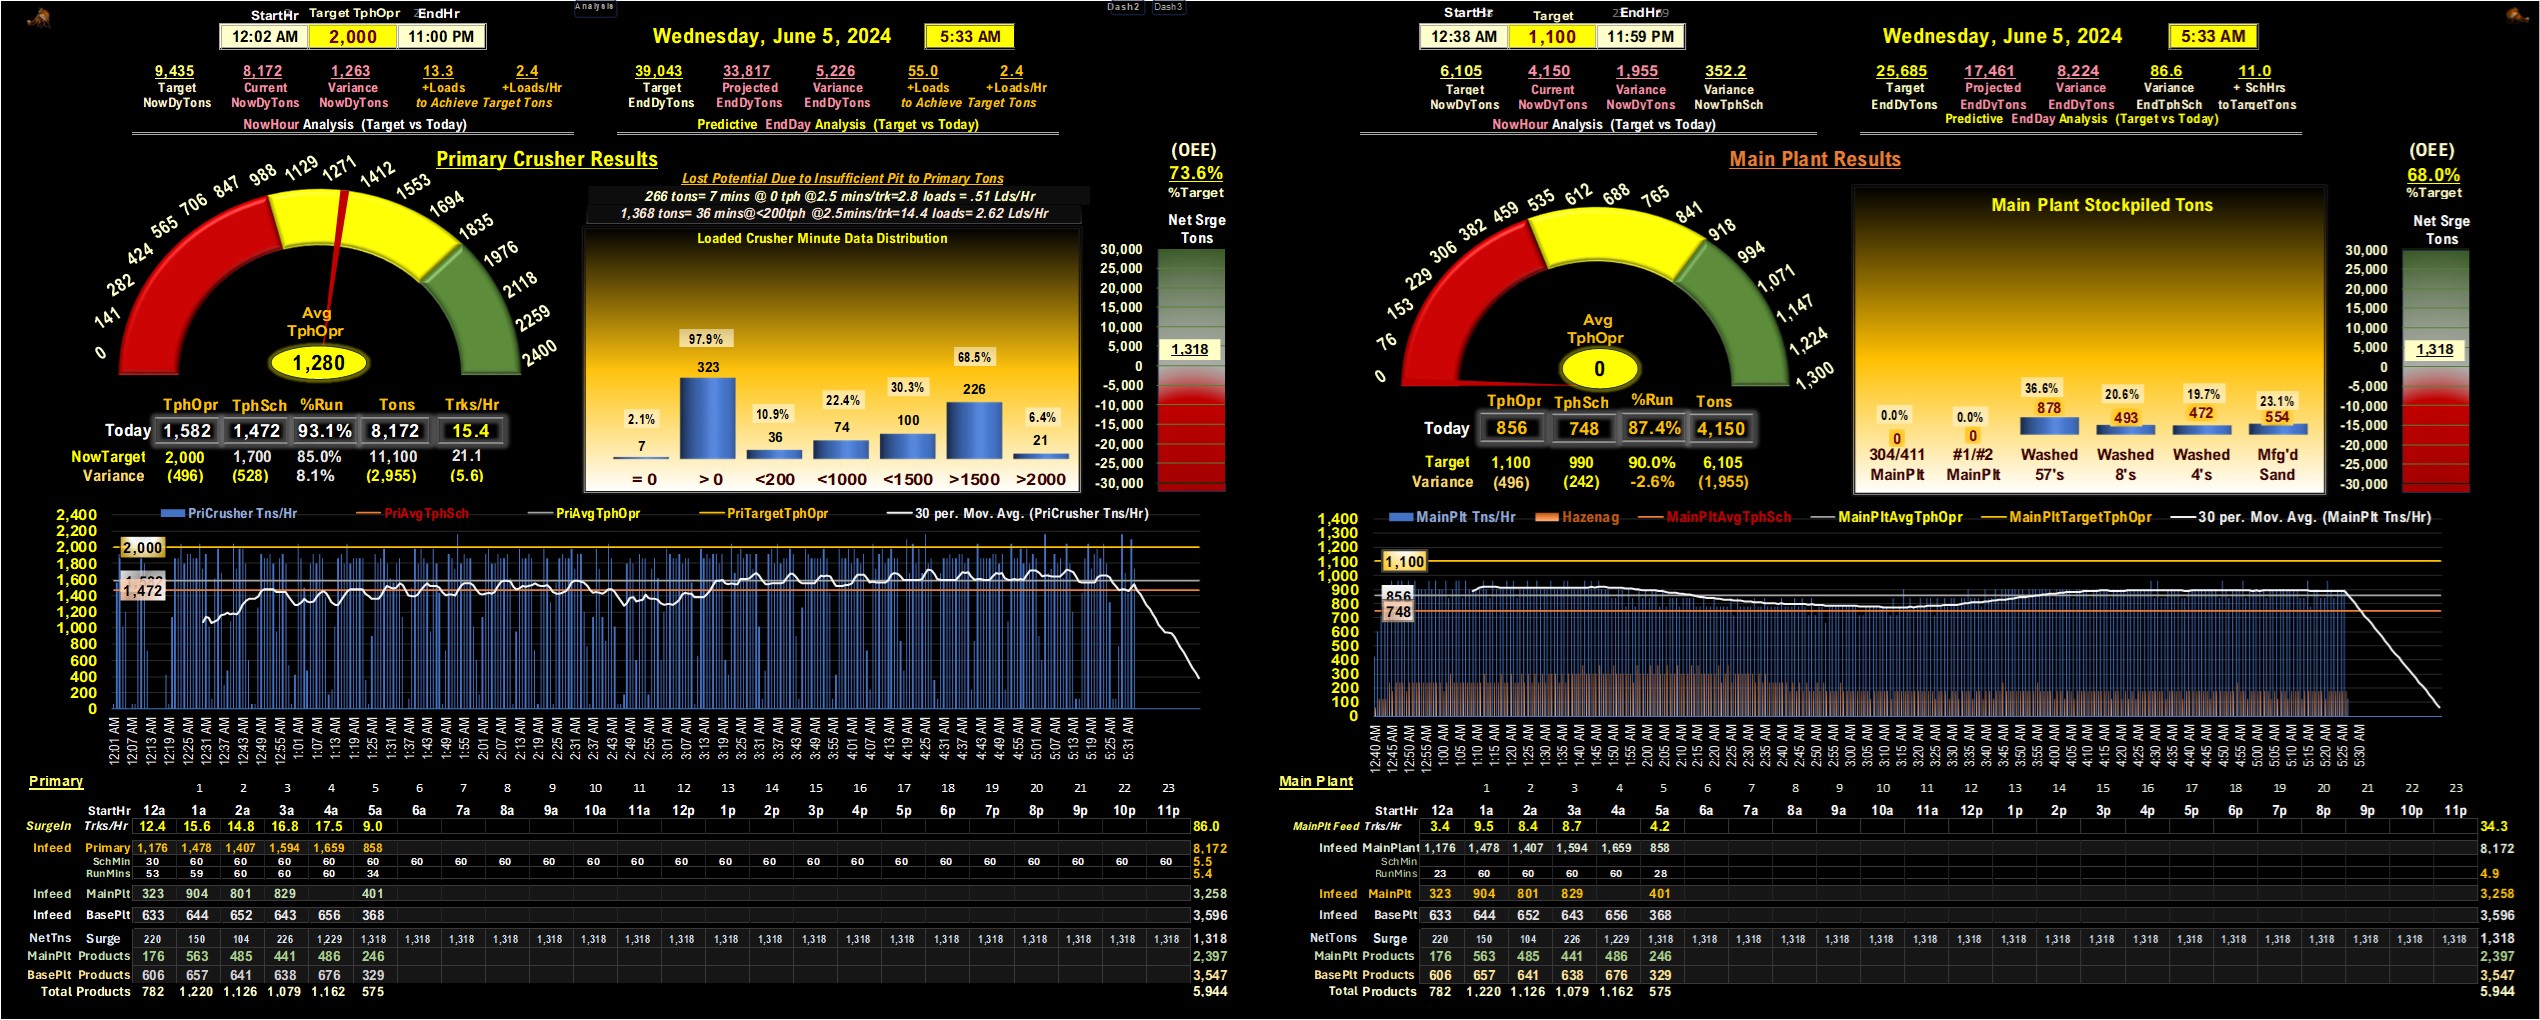 Analysis
Dash2 Dash3
StartHr Target TphOpr EndHr
12:02 AM 2,000 11:00 PM
Wednesday, June 5, 2024 5:33 AM
9,435 8,172 1,263 13.3 2.4
Target Current Variance +Loads +Loads/Hr
NowDyTons NowDyTons NowDyTons to Achieve Target Tons
NowHour Analysis (Target vs Today)
39,043 33,817 5,226 55.0 2.4
Target Projected Variance +Loads +Loads/Hr
EndDyTons EndDyTons EndDyTons to Achieve Target Tons
Predictive EndDay Analysis (Target vs Today)
Primary Crusher Results
0 141 282 424 565 706 847 988 1129 1271 1412 1553 1694 1835 1976 2118 2259 2400
Avg
TphOpr
1,280
TphOpr TphSch %Run Tons Trks/Hr
Today 1,582 1,472 93.1% 8,172 15.4
NowTarget 2,000 1,700 85.0% 11,100 21.1
Variance (496) (528) 8.1% (2,955) (5.6)
Lost Potential Due to Insufficient Pit to Primary Tons
266 tons= 7 mins @ 0 tph @2.5 mins/trk=2.8 loads = .51 Lds/Hr
1,368 tons= 36 mins@<200tph @2.5mins/trk=14.4 loads= 2.62 Lds/Hr
Loaded Crusher Minute Data Distribution
2.1% 97.9% 10.9% 22.4% 30.3% 68.5% 6.4%
7 323 36 74 100 226 21
= 0 > 0 <200 <1000 <1500 >1500 >2000
(OEE)
73.6%
%Target
Net Srge
Tons
30,000
25,000
20,000
15,000
10,000
5,000
0
-5,000
-10,000
-15,000
-20,000
-25,000
-30,000
1,318
PriCrusher Tns/Hr PriAvgTphSch PriAvgTphOpr PriTargetTphOpr 30 per. Mov. Avg. (PriCrusher Tns/Hr)
2,400
2,200
2,000
1,800
1,600
1,400
1,200
1,000
800
600
400
200
0
2,000
1,472
12:01 AM 12:07 AM 12:13 AM 12:19 AM 12:25 AM 12:31 AM 12:37 AM 12:43 AM 12:49 AM 12:55 AM 1:01 AM 1:07 AM 1:13 AM 1:19 AM 1:25 AM 1:31 AM 1:37 AM 1:43 AM 1:49 AM 1:55 AM 2:01 AM 2:07 AM 2:13 AM 2:19 AM 2:25 AM 2:31 AM 2:37 AM 2:43 AM 2:49 AM 2:55 AM 3:01 AM 3:07 AM 3:13 AM 3:19 AM 3:25 AM 3:31 AM 3:37 AM 3:43 AM 3:49 AM 3:55 AM 4:01 AM 4:07 AM 4:13 AM 4:19 AM 4:25 AM 4:31 AM 4:37 AM 4:43 AM 4:49 AM 4:55 AM 5:01 AM 5:07 AM 5:13 AM 5:19 AM 5:25 AM 5:31 AM
Primary
1 2 3 4 5 6 7 8 9 10 11 12 13 14 15 16 17 18 19 20 21 22 23
StartHr 12a 1a 2a 3a 4a 5a 6a 7a 8a 9a 10a 11a 12p 1p 2p 3p 4p 5p 6p 7p 8p 9p 10p 11p
SurgeIn Trks/Hr 12.4 15.6 14.8 16.8 17.5 9.0 86.0
Infeed Primary 1,176 1,478 1,407 1,594 1,659 858 8,172
SchMin 30 60 60 60 60 60 60 60 60 60 60 60 60 60 60 60 60 60 60 60 60 60 60 60 5.5
RunMins 53 59 60 60 60 34 5.4
Infeed MainPlt 323 904 801 829 401 3,258
Infeed BasePlt 633 644 652 643 656 368 3,596
NetTns Surge 220 150 104 226 1,229 1,318 1,318 1,318 1,318 1,318 1,318 1,318 1,318 1,318 1,318 1,318 1,318 1,318 1,318 1,318 1,318 1,318 1,318 1,318 1,318
MainPlt Products 176 563 485 441 486 246 2,397
BasePlt Products 606 657 641 638 676 329 3,547
Total Products 782 1,220 1,126 1,079 1,162 575 5,944
StartHr Target EndHr
12:38 AM 1,100 11:59 PM
Wednesday, June 5, 2024 5:33 AM
6,105 4,150 1,955 352.2
Target Current Variance Variance
NowDyTons NowDyTons NowDyTons NowTphSch
NowHour Analysis (Target vs Today)
25,685 17,461 8,224 86.6 11.0
Target Projected Variance Variance + SchHrs
EndDyTons EndDyTons EndDyTons EndTphSch toTargetTons
Predictive EndDay Analysis (Target vs Today)
Main Plant Results
0 76 153 229 306 382 459 535 612 688 765 841 918 994 1,071 1,147 1,224 1,300
Avg
TphOpr
0
TphOpr TphSch %Run Tons
Today 856 748 87.4% 4,150
Target 1,100 990 90.0% 6,105
Variance (496) (242) -2.6% (1,955)
Main Plant Stockpiled Tons
0.0% 0.0% 36.6% 20.6% 19.7% 23.1%
0 0 878 493 472 554
304/411 #1/#2 Washed Washed Washed Mfg'd
MainPlt MainPlt 57's 8's 4's Sand
(OEE)
68.0%
%Target
Net Srge
Tons
30,000
25,000
20,000
15,000
10,000
5,000
0
-5,000
-10,000
-15,000
-20,000
-25,000
-30,000
1,318
MainPlt Tns/Hr Hazenag MainPltAvgTphSch MainPltAvgTphOpr MainPltTargetTphOpr 30 per. Mov. Avg. (MainPlt Tns/Hr)
1,400
1,300
1,200
1,100
1,000
900
800
700
600
500
400
300
200
100
0
1,100
856
748
12:40 AM 12:45 AM 12:50 AM 12:55 AM 1:00 AM 1:05 AM 1:10 AM 1:15 AM 1:20 AM 1:25 AM 1:30 AM 1:35 AM 1:40 AM 1:45 AM 1:50 AM 1:55 AM 2:00 AM 2:05 AM 2:10 AM 2:15 AM 2:20 AM 2:25 AM 2:30 AM 2:35 AM 2:40 AM 2:45 AM 2:50 AM 2:55 AM 3:00 AM 3:05 AM 3:10 AM 3:15 AM 3:20 AM 3:25 AM 3:30 AM 3:35 AM 3:40 AM 3:45 AM 3:50 AM 3:55 AM 4:00 AM 4:05 AM 4:10 AM 4:15 AM 4:20 AM 4:25 AM 4:30 AM 4:35 AM 4:40 AM 4:45 AM 4:50 AM 4:55 AM 5:00 AM 5:05 AM 5:10 AM 5:15 AM 5:20 AM 5:25 AM 5:30 AM
Main Plant
1 2 3 4 5 6 7 8 9 10 11 12 13 14 15 16 17 18 19 20 21 22 23
StartHr 12a 1a 2a 3a 4a 5a 6a 7a 8a 9a 10a 11a 12p 1p 2p 3p 4p 5p 6p 7p 8p 9p 10p 11p
MainPlt Feed Trks/Hr 3.4 9.5 8.4 8.7 4.2 34.3
Infeed MainPlant 1,176 1,478 1,407 1,594 1,659 858 8,172
SchMin
RunMins 23 60 60 60 60 28 4.9
Infeed MainPlt 323 904 801 829 401 3,258
Infeed BasePlt 633 644 652 643 656 368 3,596
NetTons Surge 220 150 104 226 1,229 1,318 1,318 1,318 1,318 1,318 1,318 1,318 1,318 1,318 1,318 1,318 1,318 1,318 1,318 1,318 1,318 1,318 1,318 1,318 1,318
MainPlt Products 176 563 485 441 486 246 2,397
BasePlt Products 606 657 641 638 676 329 3,547
Total Products 782 1,220 1,126 1,079 1,162 575 5,944